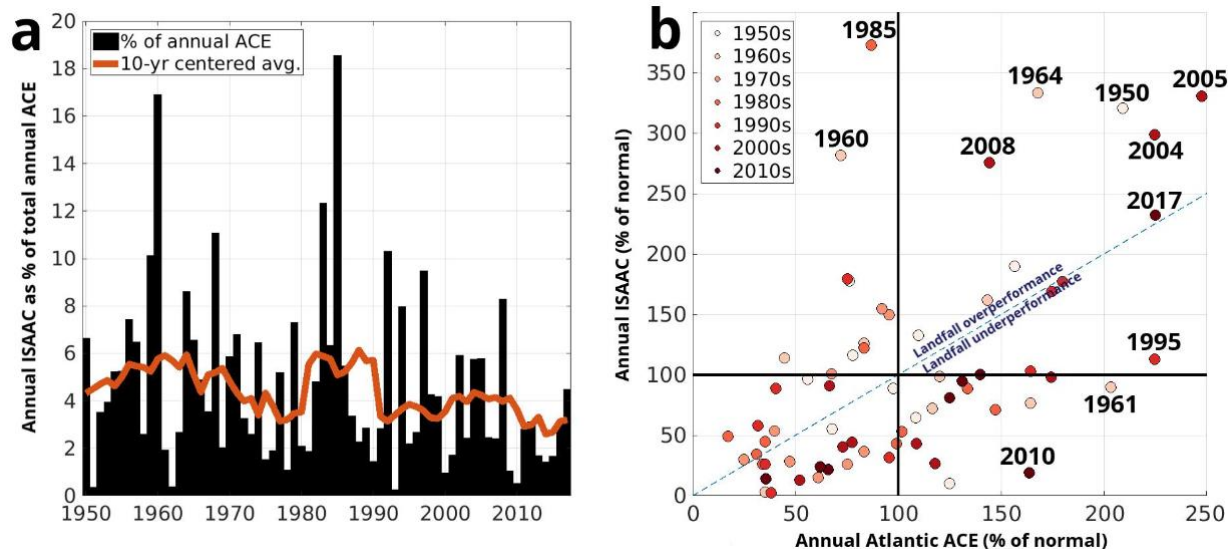 a
Annual ISAAC as % of total annual ACE
20
18
16
14
12
10
8
6
4
2
0
% of annual ACE
10-yr centered avg.
1950 1960 1970 1980 1990 2000 2010
b
Annual ISAAC (% of normal)
350
300
250
200
150
100
50
0
1950s
1960s
1970s
1980s
1990s
2000s
2010s
1985
1964
1950
2005
1960
2008
2004
2017
Landfall overperformance
Landfall underperformance
1995
1961
2010
0 50 100 150 200 250
Annual Atlantic ACE (% of normal)